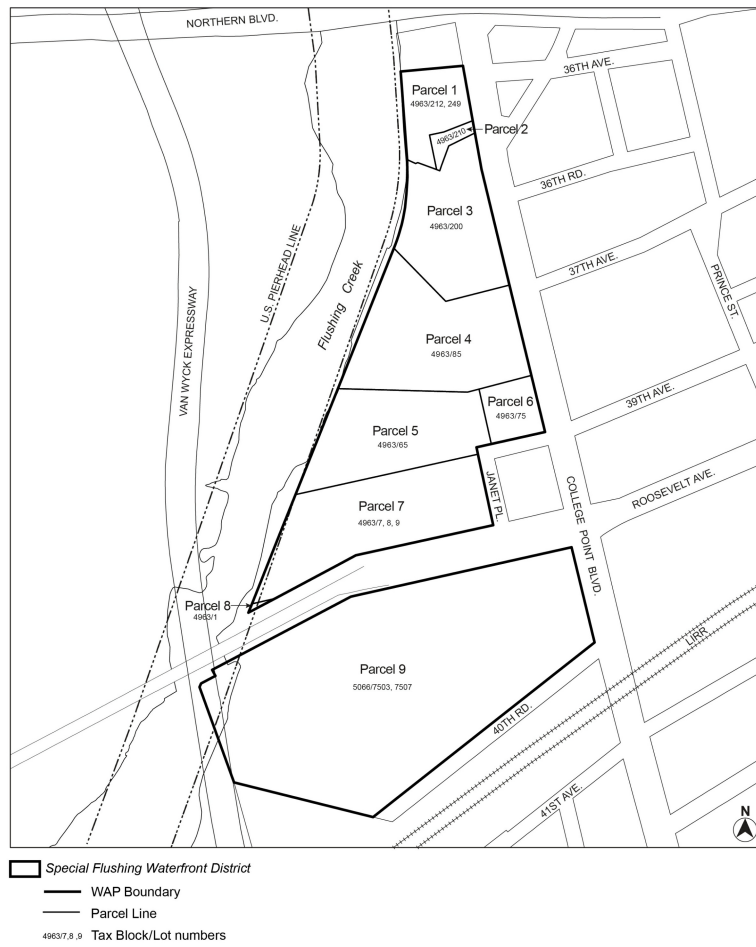 NORTHERN BLVD.
36TH AVE.
Parcel 1
4963/212, 249
4963/210
Parcel 2
36TH RD.
Parcel 3
4963/200
U.S. PIERHEAD LINE
Flushing Creek
37TH AVE.
PRINCE ST.
VAN WYCK EXPRESSWAY
Parcel 4
4963/85
39TH AVE.
Parcel 6
4963/75
Parcel 5
4963/65
JANET PL.
COLLEGE POINT BLVD.
ROOSEVELT AVE.
Parcel 7
4963/7, 8, 9
Parcel 8
4963/1
LIRR
Parcel 9
5066/7503, 7507
40TH RD.
41ST AVE.
N
Special Flushing Waterfront District
WAP Boundary
Parcel Line
4963/7,8 ,9 Tax Block/Lot numbers